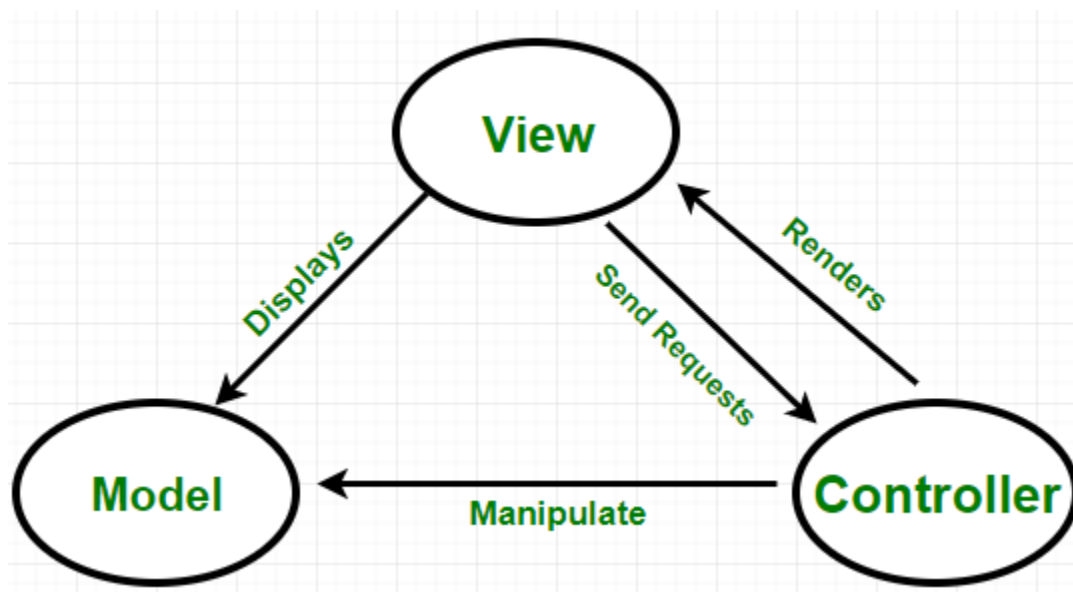 View
Displays
Send Requests
Renders
Model
Manipulate
Controller